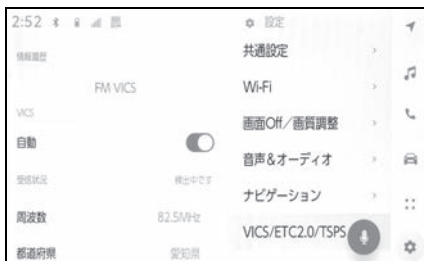 2:52
情報履歴
FM VICS
VICS
自動
受信状況 検出中です
周波数 82.5MHz
都道府県 愛知県
設定
共通設定
Wi-Fi
画面Off/画質調整
音声&オーディオ
ナビゲーション
VICS/ETC2.0/TSPS